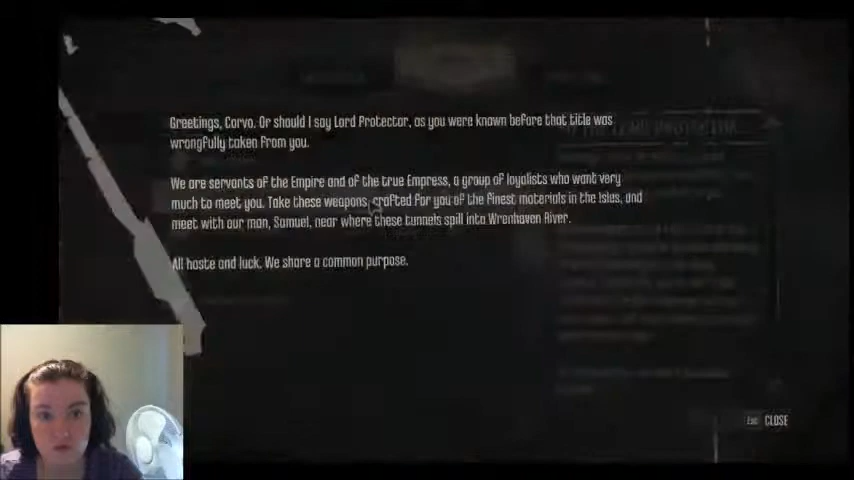 Greetings, Corvo. Or should I say Lord Protector, as you were known before that title was
wrongfully taken from you.
We are servants of the Empire and of the true Empress, a group of loyalists who want very
much to meet you. Take these weapons, crafted for you of the finest materials in the Isles, and
meet with our man, Samuel, near where these tunnels spill into Wrenhaven River.
All haste and luck. We share a common purpose.
Esc CLOSE